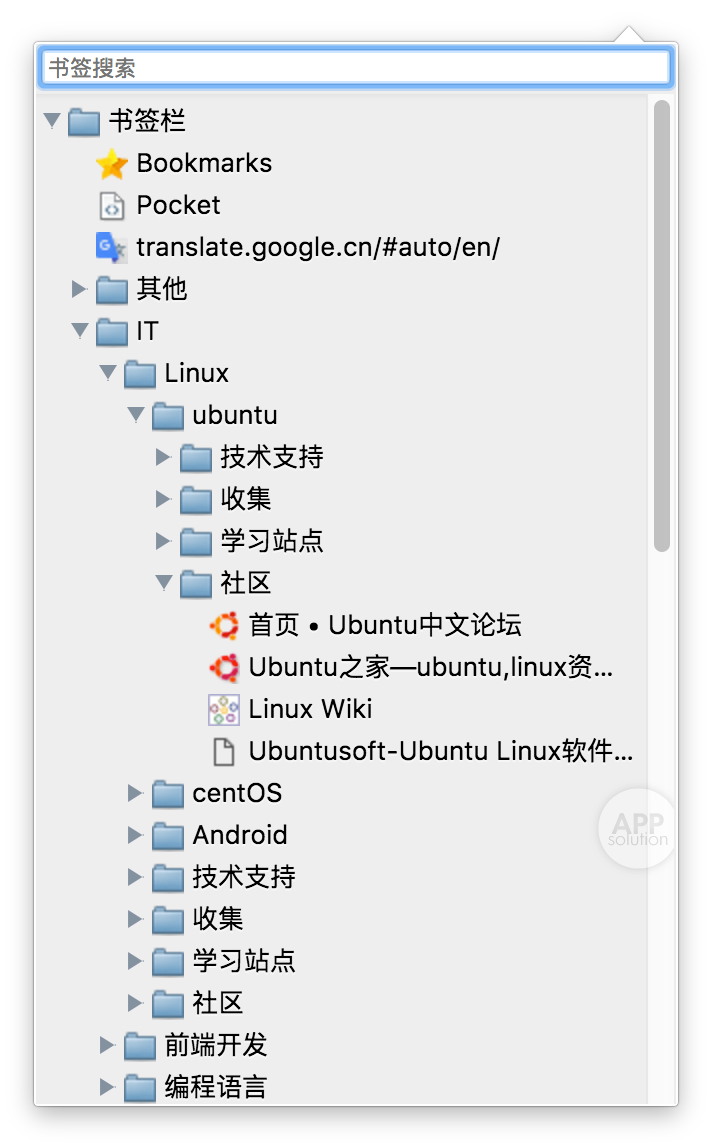 书签搜索
书签栏
Bookmarks
Pocket
translate.google.cn/#auto/en/
其他
IT
Linux
ubuntu
技术支持
收集
学习站点
社区
首页 • Ubuntu中文论坛
Ubuntu之家—ubuntu,linux资...
Linux Wiki
Ubuntusoft-Ubuntu Linux软件...
centOS
Android
APP
solution
技术支持
收集
学习站点
社区
前端开发
编程语言